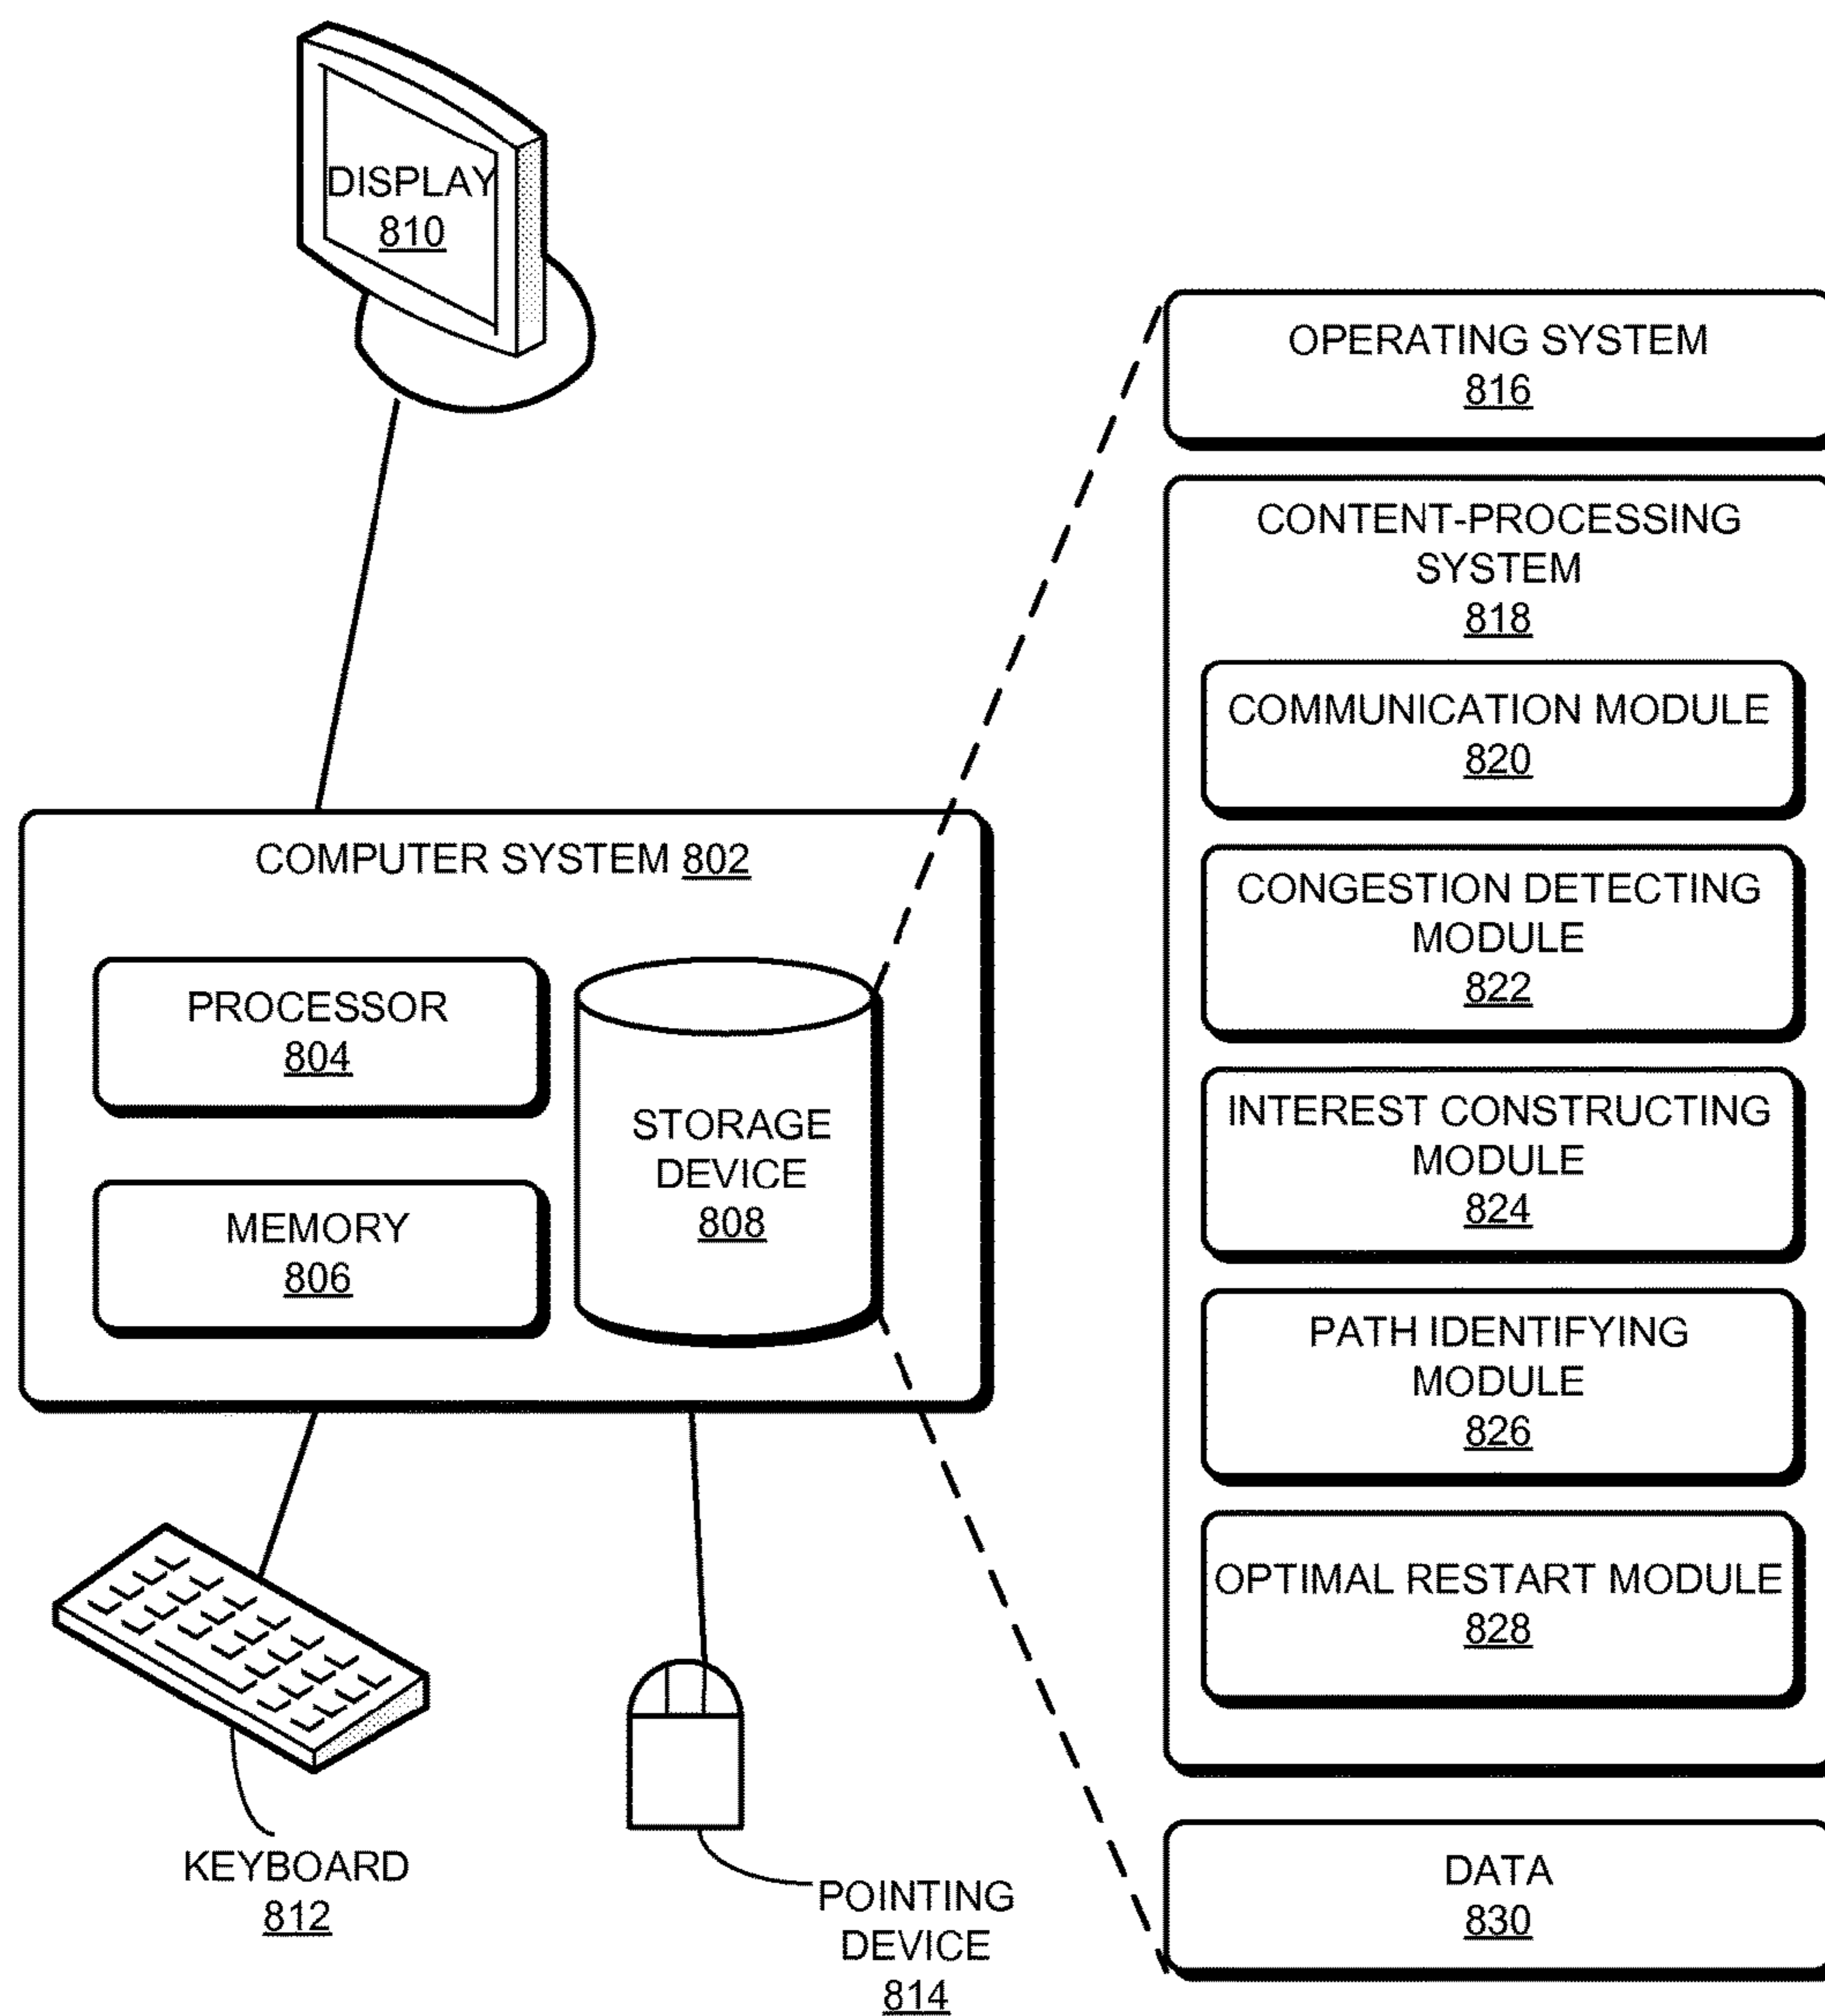 DISPLAY
810
COMPUTER SYSTEM 802
PROCESSOR
804
MEMORY
806
STORAGE
DEVICE
808
KEYBOARD
812
POINTING
DEVICE
814
OPERATING SYSTEM
816
CONTENT-PROCESSING
SYSTEM
818
COMMUNICATION MODULE
820
CONGESTION DETECTING
MODULE
822
INTEREST CONSTRUCTING
MODULE
824
PATH IDENTIFYING
MODULE
826
OPTIMAL RESTART MODULE
828
DATA
830